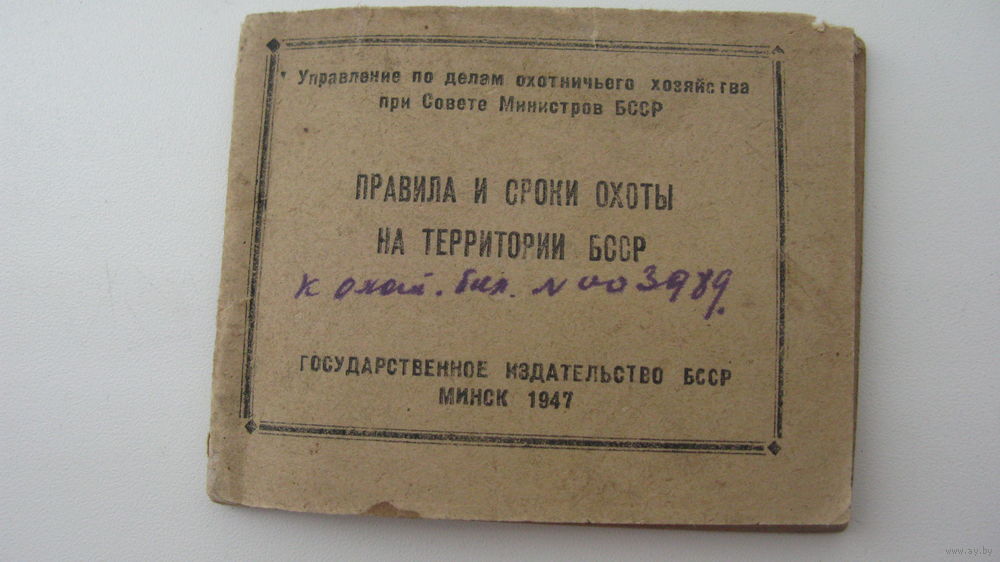 Управление по делам охотничьего хозяйства
при Совете Министров БССР
ПРАВИЛА И СРОКИ ОХОТЫ
НА ТЕРРИТОРИИ БССР
к охот. бил. N 003989.
ГОСУДАРСТВЕННОЕ ИЗДАТЕЛЬСТВО БССР
МИНСК 1947
www.ay.by